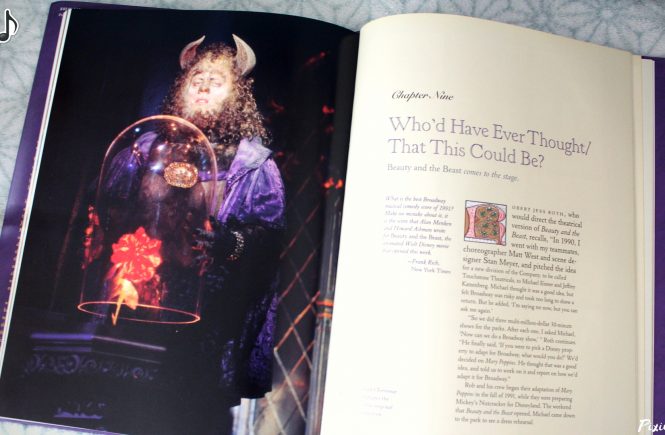 Chapter Nine
Who'd Have Ever Thought/
That This Could Be?
Beauty and the Beast comes to the stage.
What is the best Broadway
musical comedy score of 1991?
Make no mistake about it, it
is the score that Alan Menken
and Howard Ashman wrote
for Beauty and the Beast, the
animated Walt Disney movie
that opened this week.
—Frank Rich,
New York Times
OBERT JESS ROTH, who
would direct the theatrical
version of Beauty and the
Beast, recalls, "In 1990, I
went with my teammates,
choreographer Matt West and scene de-
signer Stan Meyer, and pitched the idea
for a new division of the Company to be called
Touchstone Theatricals, to Michael Eisner and Jeffrey
Katzenberg. Michael thought it was a good idea, but
felt Broadway was risky and took too long to show a
return. But he added, 'I'm saying no now, but you can
ask me again.'
"So we did three multi-million-dollar 30-minute
shows for the parks. After each one, I asked Michael,
'Now can we do a Broadway show,' " Roth continues.
"He finally said, 'If you were to pick a Disney prop-
erty to adapt for Broadway, what would you do?' We'd
decided on Mary Poppins. He thought that was a good
idea, and told us to work on it and report on how we'd
adapt it for Broadway."
Roth and his crew began their adaptation of Mary
Poppins in the fall of 1991, while they were preparing
Mickey's Nutcracker for Disneyland. The weekend
that Beauty and the Beast opened, Michael came down
to the park to see a dress rehearsal.
original